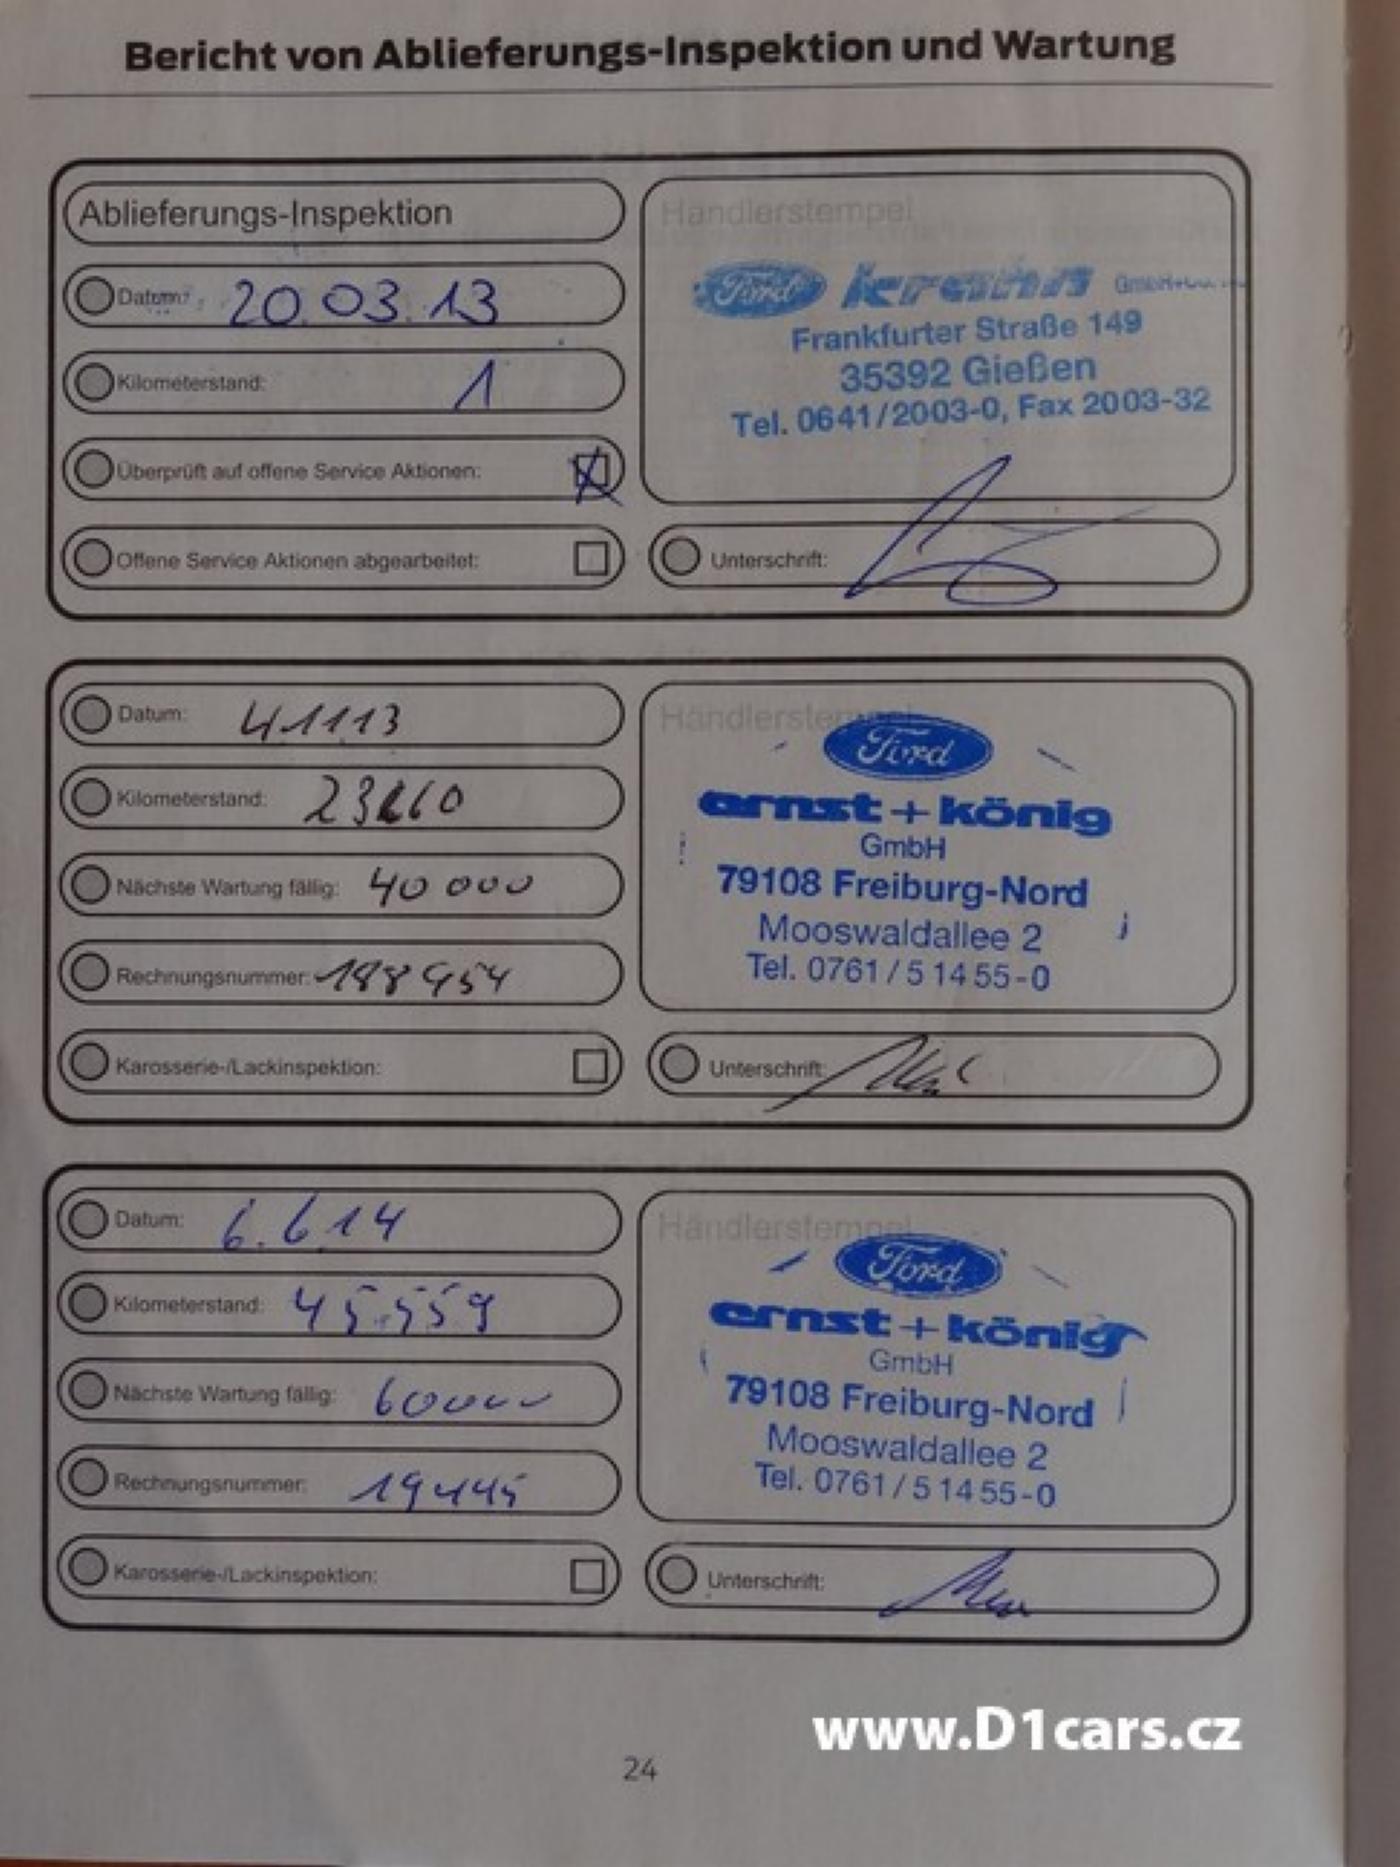 Bericht von Ablieferungs-Inspektion und Wartung
Ablieferungs-Inspektion
Datum: 20.03.13
Kilometerstand: 1
Überprüft auf offene Service Aktionen:
Offene Service Aktionen abgearbeitet:
Händlerstempel
Ford krahn GmbH+
Frankfurter Straße 149
35392 Gießen
Tel. 0641/2003-0, Fax 2003-32
Unterschrift:
Datum: 4.11.13
Kilometerstand:
Nächste Wartung fällig: 40 000
Rechnungsnummer: 188954
Karosserie-/Lackinspektion:
Händlerstempel
Ford
ernst+könig
GmbH
79108 Freiburg-Nord
Mooswaldallee 2
Tel. 0761/5 14 55-0
Unterschrift:
Datum: 6.6.14
Kilometerstand: 45.559
Nächste Wartung fällig: 60000
Rechnungsnummer: 19445
Karosserie-/Lackinspektion:
Händlerstempel
Ford
ernst+könig
GmbH
79108 Freiburg-Nord
Mooswaldallee 2
Tel. 0761/5 14 55-0
Unterschrift:
www.D1cars.cz
24